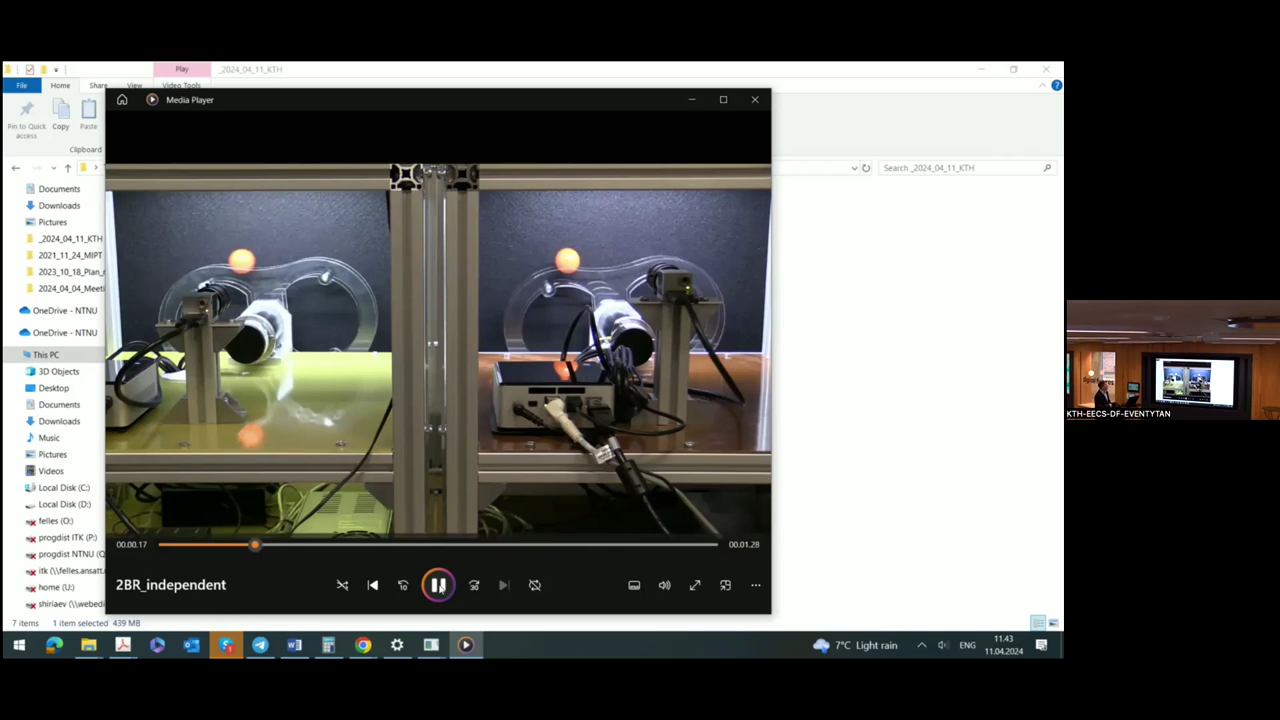 Play
_2024_04_11_KTH
File
Home
Share
View
Video Tools
Media Player
Pin to Quick
access
Copy
Paste
Clipboard
Search _2024_04_11_KTH
Documents
Downloads
Pictures
_2024_04_11_KTH
2021_11_24_MIPT
2023_10_18_Plan_r
2024_04_04_Meeti
OneDrive - NTNU
OneDrive - NTNU
This PC
3D Objects
Desktop
Documents
Downloads
Music
Pictures
Videos
Local Disk (C:)
Local Disk (D:)
felles (O:)
progdist ITK (P:)
progdist NTNU (Q
itk (\\felles.ansatt.
home (U:)
shiriaev (\\webedi
00.00.17
00.01.28
2BR_independent
10
30
7 items
1 item selected
439 MB
7°C Light rain
ENG
11.43
11.04.2024
KTH-EECS-DF-EVENTYTAN